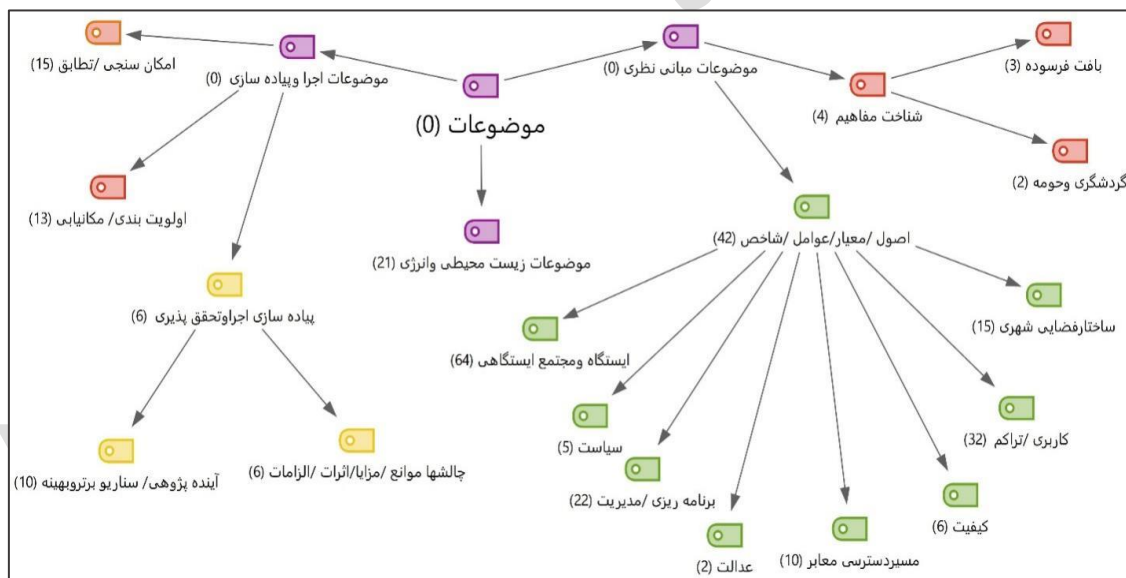 امکان سنجی /تطابق (15)
موضوعات اجرا وپیاده سازی (0)
موضوعات مبانی نظری (0)
بافت فرسوده (3)
موضوعات (0)
شناخت مفاهیم (4)
گردشگری وحومه (2)
اولویت بندی/ مکانیابی (13)
اصول /معیار/عوامل /شاخص (42)
موضوعات زیست محیطی وانرژی (21)
پیاده سازی اجراوتحقق پذیری (6)
ساختارفضایی شهری (15)
ایستگاه ومجتمع ایستگاهی (64)
کاربری /تراکم (32)
سیاست (5)
چالشها موانع /مزایا/اثرات /الزامات (6)
آینده پژوهی/ سناریو برتروبهینه (10)
برنامه ریزی /مدیریت (22)
کیفیت (6)
مسیردسترسی معابر (10)
عدالت (2)